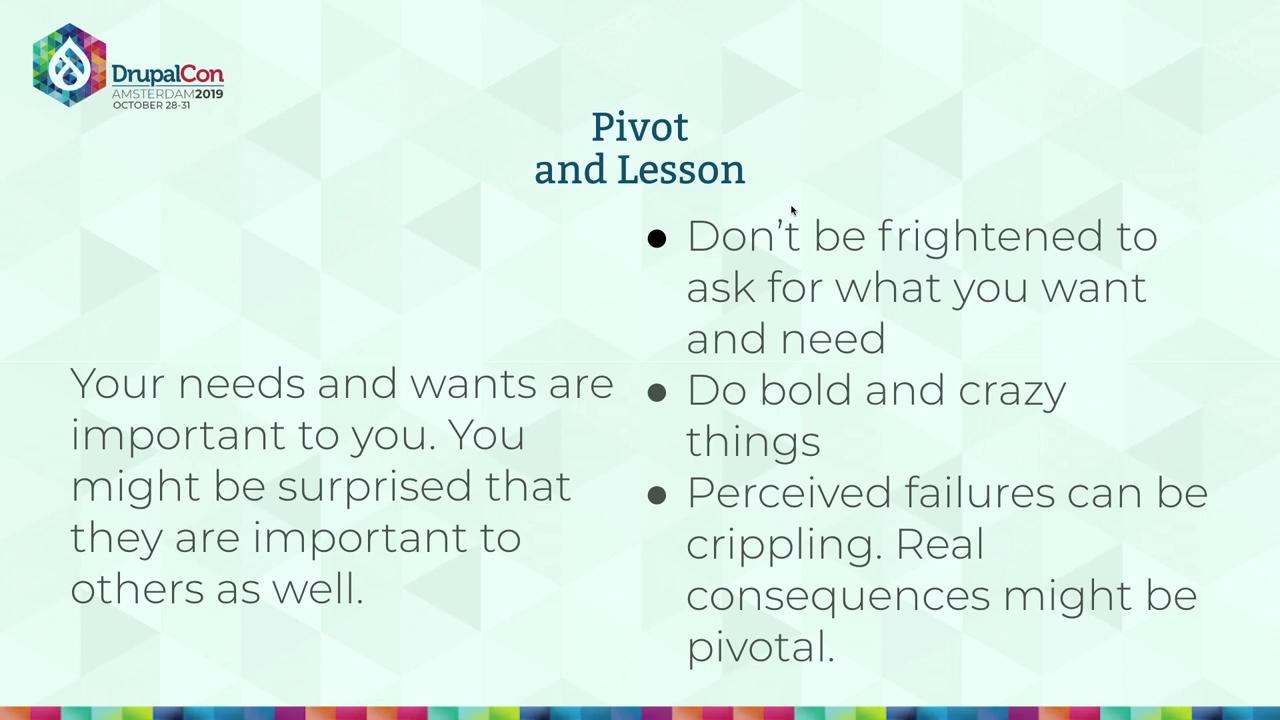 DrupalCon
AMSTERDAM2019
OCTOBER 28-31
Pivot
and Lesson
Your needs and wants are
important to you. You
might be surprised that
they are important to
others as well.
● Don’t be frightened to
ask for what you want
and need
● Do bold and crazy
things
● Perceived failures can be
crippling. Real
consequences might be
pivotal.